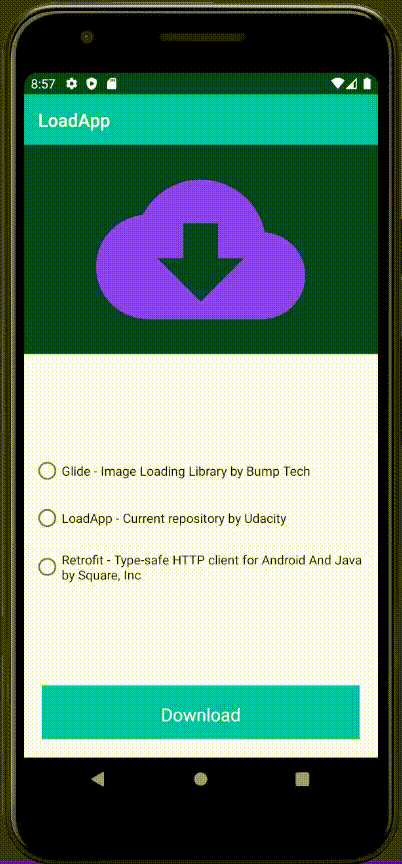 8:57
LoadApp
Glide - Image Loading Library by Bump Tech
LoadApp - Current repository by Udacity
Retrofit - Type-safe HTTP client for Android And Java
by Square, Inc
Download